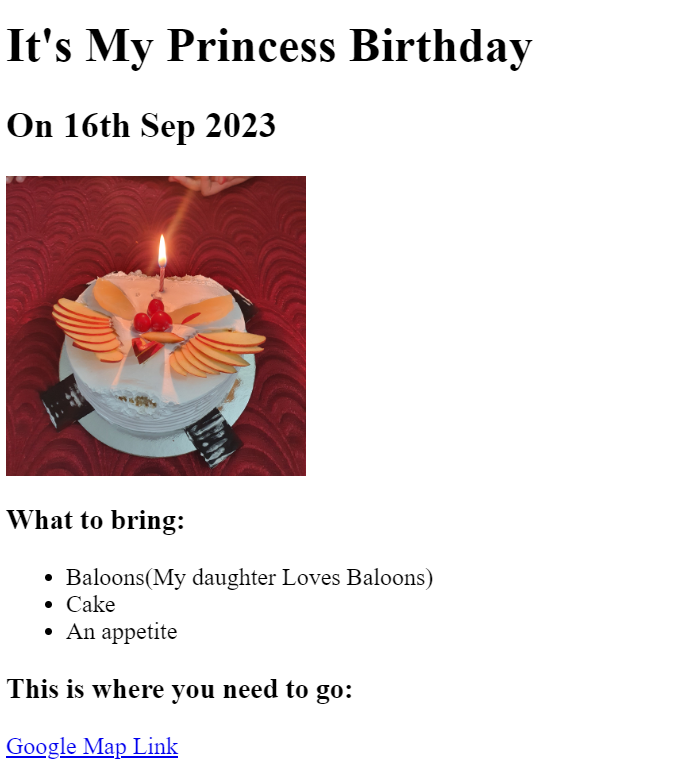 It's My Princess Birthday
On 16th Sep 2023
What to bring:
Baloons(My daughter Loves Baloons)
Cake
An appetite
This is where you need to go:
Google Map Link